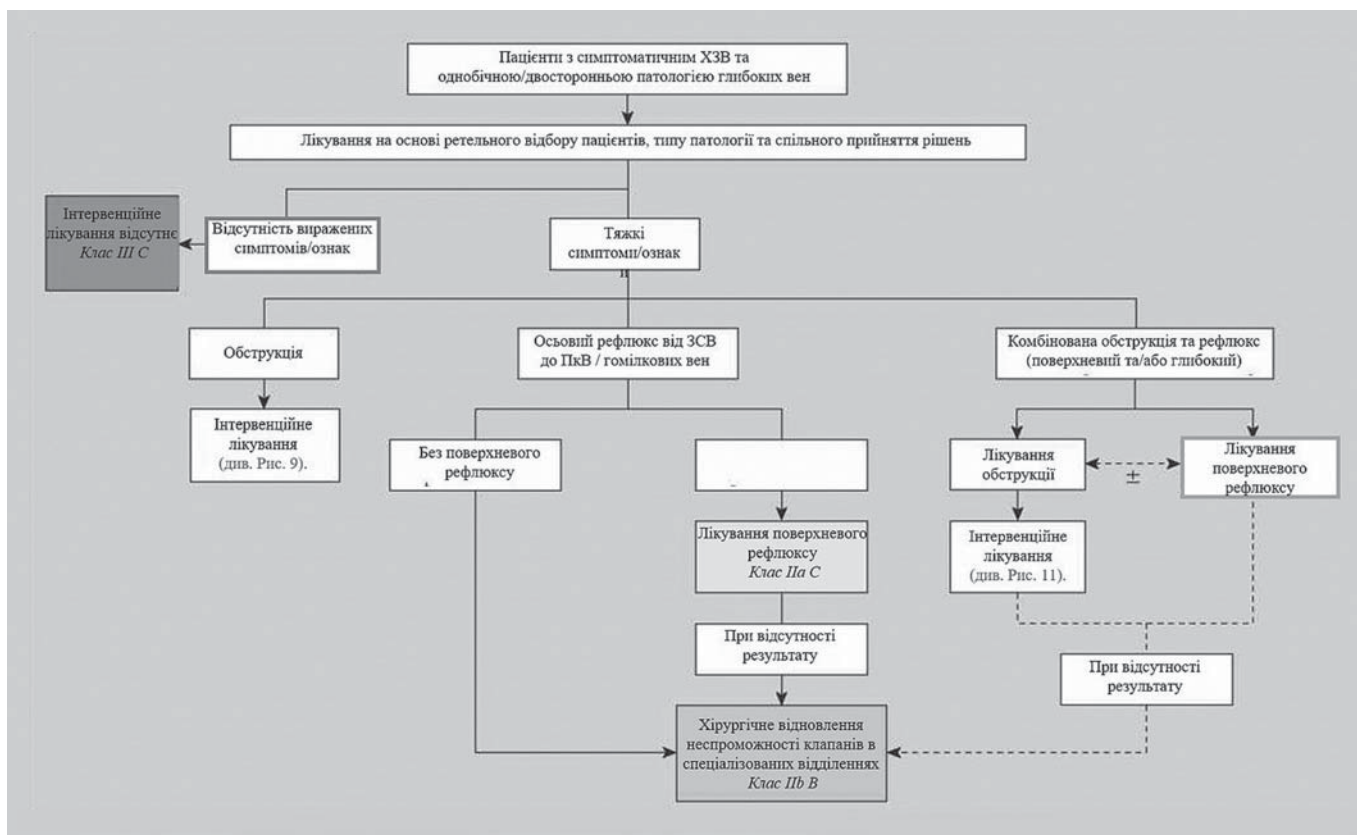 Пацієнти з симптоматичним ХЗВ та
однобічною/двосторонньою патологією глибоких вен
Лікування на основі ретельного відбору пацієнтів, типу патології та спільного прийняття рішень
Інтервенційне
лікування відсутнє
Клас III C
Відсутність виражених
симптомів/ознак
Тяжкі
симптоми/ознак
и
Обструкція
Осьовий рефлюкс від ЗСВ
до ПкВ / гомілкових вен
Комбінована обструкція та рефлюкс
(поверхневий та/або глибокий)
Інтервенційне
лікування
(див. Рис. 9).
Без поверхневого
рефлюксу
Лікування
обструкції
±
Лікування
поверхневого
рефлюксу
Лікування поверхневого
рефлюксу
Клас IIa C
Інтервенційне
лікування
(див. Рис. 11).
При відсутності
результату
При відсутності
результату
Хірургічне відновлення
неспроможності клапанів в
спеціалізованих відділеннях
Клас IIb B